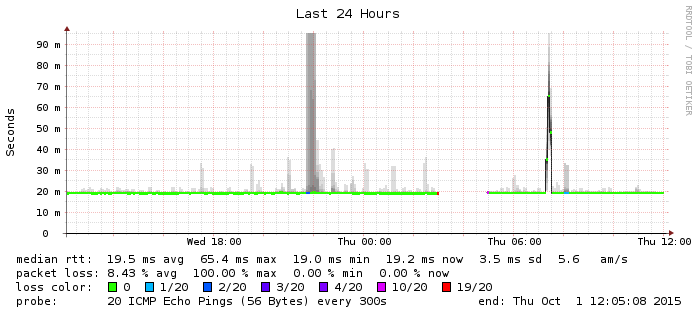 Last 24 Hours
RRDTOOL / TOBI OETIKER
Seconds
90 m
80 m
70 m
60 m
50 m
40 m
30 m
20 m
10 m
0
Wed 18:00 Thu 00:00 Thu 06:00 Thu 12:00
median rtt: 19.5 ms avg 65.4 ms max 19.0 ms min 19.2 ms now 3.5 ms sd 5.6 am/s
packet loss: 8.43 % avg 100.00 % max 0.00 % min 0.00 % now
loss color: 0 1/20 2/20 3/20 4/20 10/20 19/20
probe: 20 ICMP Echo Pings (56 Bytes) every 300s end: Thu Oct 1 12:05:08 2015